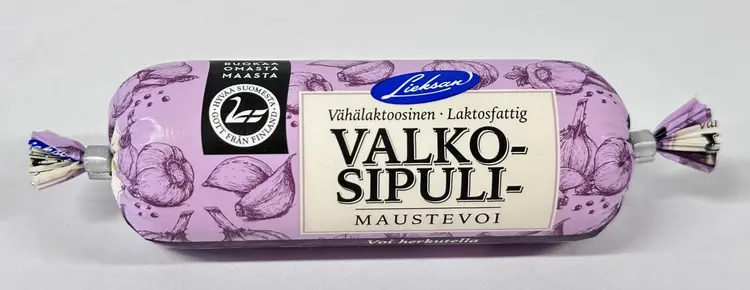 RUOKAA
OMASTA
MAASTA
HYVÄÄ SUOMESTA
GOTT FRÅN FINLAND
Lieksan
Vähälaktoosinen · Laktosfattig
VALKO-
SIPULI-
MAUSTEVOI
Voi herkutella